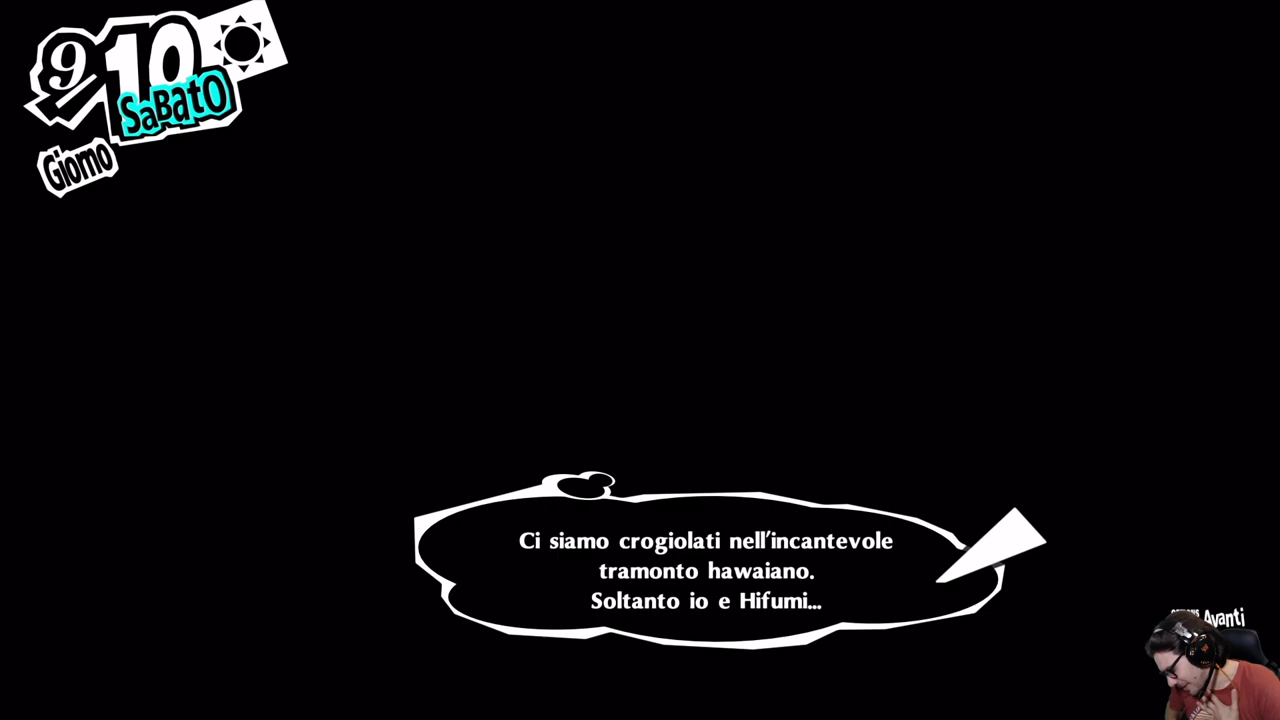 9/10
SaBatO
Giorno
Ci siamo crogiolati nell'incantevole
tramonto hawaiano.
Soltanto io e Hifumi...
Avanti